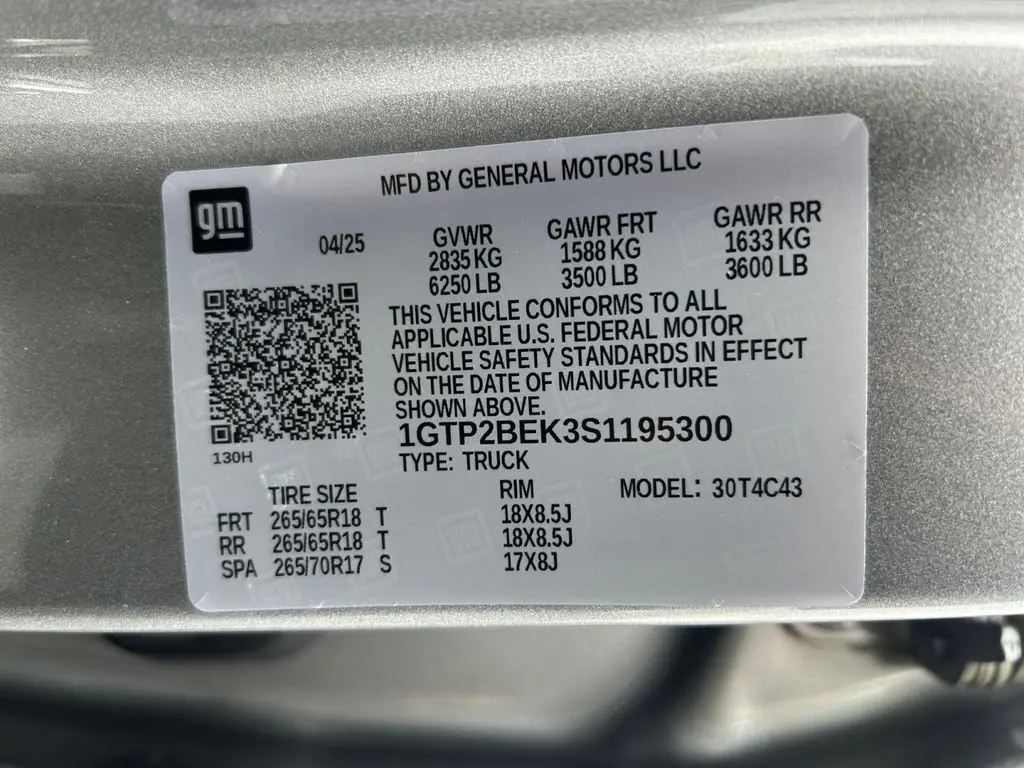 MFD BY GENERAL MOTORS LLC
gm
04/25
GVWR GAWR FRT GAWR RR
2835 KG 1588 KG 1633 KG
6250 LB 3500 LB 3600 LB
THIS VEHICLE CONFORMS TO ALL
APPLICABLE U.S. FEDERAL MOTOR
VEHICLE SAFETY STANDARDS IN EFFECT
ON THE DATE OF MANUFACTURE
SHOWN ABOVE.
1GTP2BEK3S1195300
130H
TYPE: TRUCK
TIRE SIZE RIM MODEL: 30T4C43
FRT 265/65R18 T 18X8.5J
RR 265/65R18 T 18X8.5J
SPA 265/70R17 S 17X8J